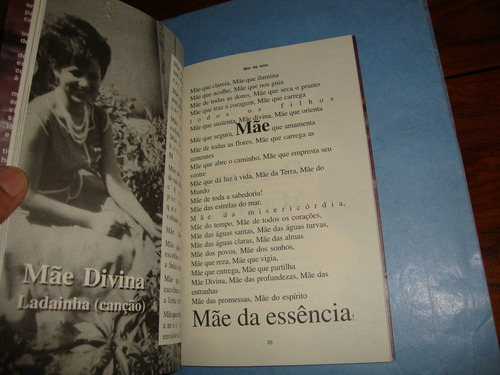 Mãe Divina
Ladainha (canção)
Mar de mim
Mãe que clareia, Mãe que ilumina
Mãe que acolhe, Mãe que nos guia
Mãe de todas as dores, Mãe que seca o pranto
Mãe que traz a coragem, Mãe que carrega
todos os filhos
Mãe que sustenta, Mãe divina, Mãe que orienta
Mãe que segura, Mãe que amamenta
Mãe de todas as flores, Mãe que carrega as
sementes
Mãe que abre o caminho, Mãe que empresta seu
ventre
Mãe que dá luz à vida, Mãe da Terra, Mãe do
Mundo
Mãe de toda a sabedoria!
Mãe das estrelas do mar,
Mãe da misericórdia,
Mãe do tempo, Mãe de todos os corações,
Mãe das águas santas, Mãe das águas turvas,
Mãe das águas claras, Mãe das almas
Mãe dos povos, Mãe dos sonhos,
Mãe que reza, Mãe que vigia,
Mãe que entrega, Mãe que partilha
Mãe Divina, Mãe das profundezas, Mãe das
entranhas
Mãe das promessas, Mãe do espírito
Mãe da essência!